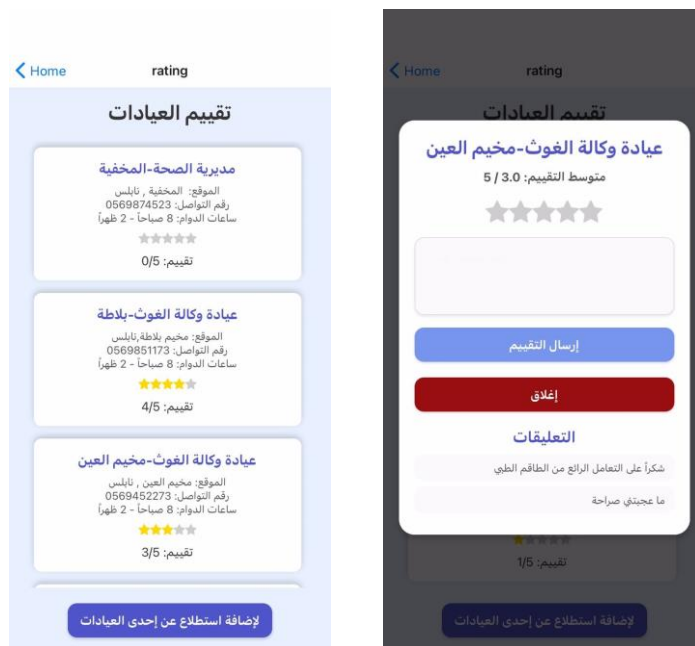 Home
rating
تقييم العيادات
مديرية الصحة-المخفية
الموقع: المخفية , نابلس
رقم التواصل: 0569874523
ساعات الدوام: 8 صباحاً - 2 ظهراً
تقييم: 0/5
عيادة وكالة الغوث-بلاطة
الموقع: مخيم بلاطة,نابلس
رقم التواصل: 0569851173
ساعات الدوام: 8 صباحاً - 2 ظهراً
تقييم: 4/5
عيادة وكالة الغوث-مخيم العين
الموقع: مخيم العين , نابلس
رقم التواصل: 0569452273
ساعات الدوام: 8 صباحاً - 2 ظهراً
تقييم: 3/5
لإضافة استطلاع عن إحدى العيادات
Home
rating
تقييم العيادات
عيادة وكالة الغوث-مخيم العين
متوسط التقييم: 3.0 / 5
إرسال التقييم
إغلاق
التعليقات
شكراً على التعامل الرائع من الطاقم الطبي
ما عجبتني صراحة
تقييم: 1/5
لإضافة استطلاع عن إحدى العيادات